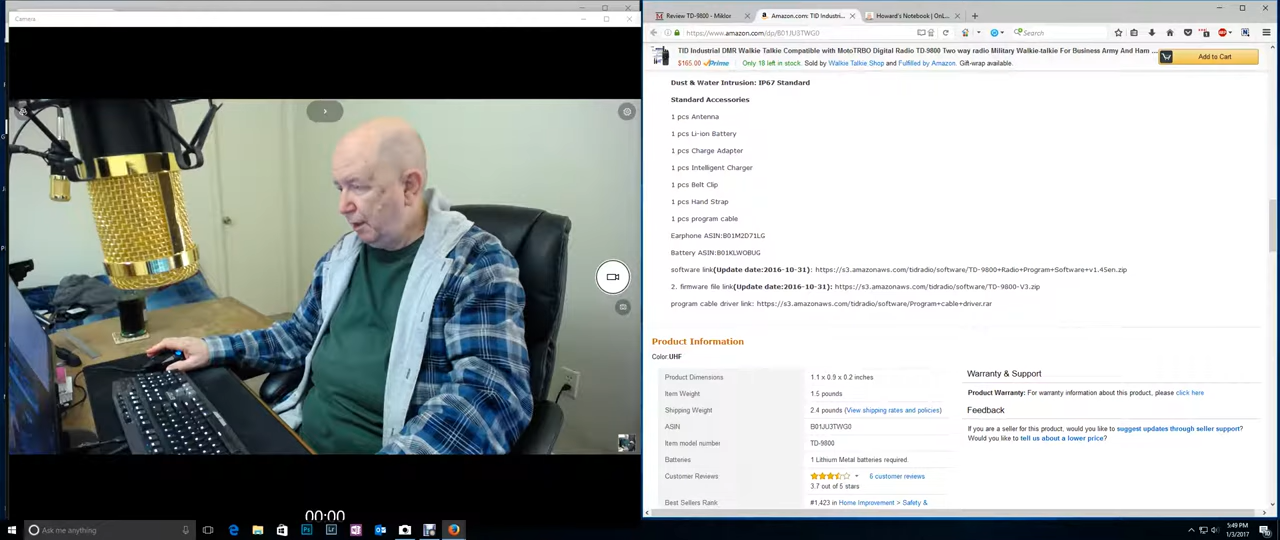 Camera
00:00
Ask me anything
Review TD-9800 - Miklor
Amazon.com: TID Industri...
Howard's Notebook | OnL...
https://www.amazon.com/dp/B01JU3TWG0
Search
TID Industrial DMR Walkie Talkie Compatible with MotoTRBO Digital Radio TD-9800 Two way radio Military Walkie-talkie For Business Army And Ham ...
$165.00 Prime Only 18 left in stock. Sold by Walkie Talkie Shop and Fulfilled by Amazon. Gift-wrap available.
Add to Cart
Dust & Water Intrusion: IP67 Standard
Standard Accessories
1 pcs Antenna
1 pcs Li-ion Battery
1 pcs Charge Adapter
1 pcs Intelligent Charger
1 pcs Belt Clip
1 pcs Hand Strap
1 pcs program cable
Earphone ASIN:B01M2D71LG
Battery ASIN:B01KLWOBUG
software link(Update date:2016-10-31): https://s3.amazonaws.com/tidradio/software/TD-9800+Radio+Program+Software+v1.45en.zip
2. firmware file link(Update date:2016-10-31): https://s3.amazonaws.com/tidradio/software/TD-9800-V3.zip
program cable driver link: https://s3.amazonaws.com/tidradio/software/Program+cable+driver.rar
Product Information
Color:UHF
Product Dimensions 1.1 x 0.9 x 0.2 inches
Item Weight 1.5 pounds
Shipping Weight 2.4 pounds (View shipping rates and policies)
ASIN B01JU3TWG0
Item model number TD-9800
Batteries 1 Lithium Metal batteries required.
Customer Reviews 6 customer reviews
3.7 out of 5 stars
Best Sellers Rank #1,423 in Home Improvement > Safety &
Warranty & Support
Product Warranty: For warranty information about this product, please click here
Feedback
If you are a seller for this product, would you like to suggest updates through seller support?
Would you like to tell us about a lower price?
5:49 PM
1/3/2017